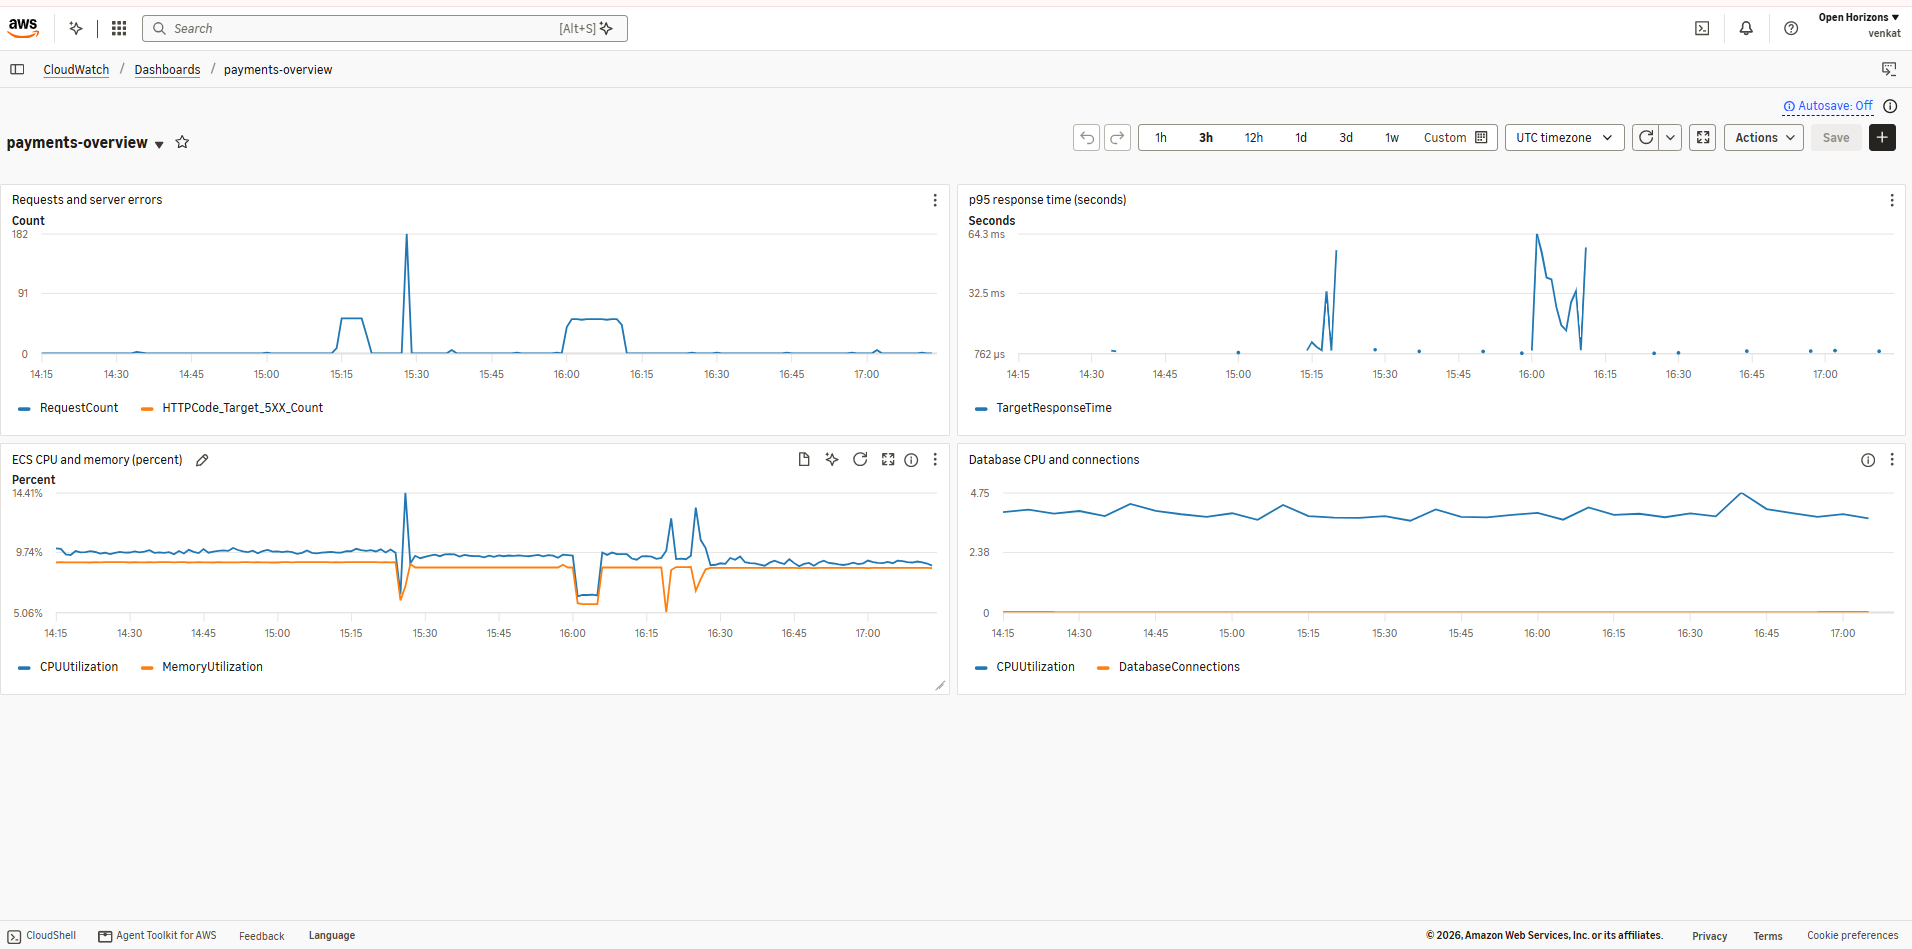 aws
Search [Alt+S]
Open Horizons
venkat
CloudWatch / Dashboards / payments-overview
Autosave: Off
payments-overview
1h 3h 12h 1d 3d 1w Custom UTC timezone Actions Save
Requests and server errors
Count
182
91
0
14:15 14:30 14:45 15:00 15:15 15:30 15:45 16:00 16:15 16:30 16:45 17:00
RequestCount HTTPCode_Target_5XX_Count
p95 response time (seconds)
Seconds
64.3 ms
32.5 ms
762 µs
14:15 14:30 14:45 15:00 15:15 15:30 15:45 16:00 16:15 16:30 16:45 17:00
TargetResponseTime
ECS CPU and memory (percent)
Percent
14.41%
9.74%
5.06%
14:15 14:30 14:45 15:00 15:15 15:30 15:45 16:00 16:15 16:30 16:45 17:00
CPUUtilization MemoryUtilization
Database CPU and connections
4.75
2.38
0
14:15 14:30 14:45 15:00 15:15 15:30 15:45 16:00 16:15 16:30 16:45 17:00
CPUUtilization DatabaseConnections
CloudShell Agent Toolkit for AWS Feedback Language © 2026, Amazon Web Services, Inc. or its affiliates. Privacy Terms Cookie preferences